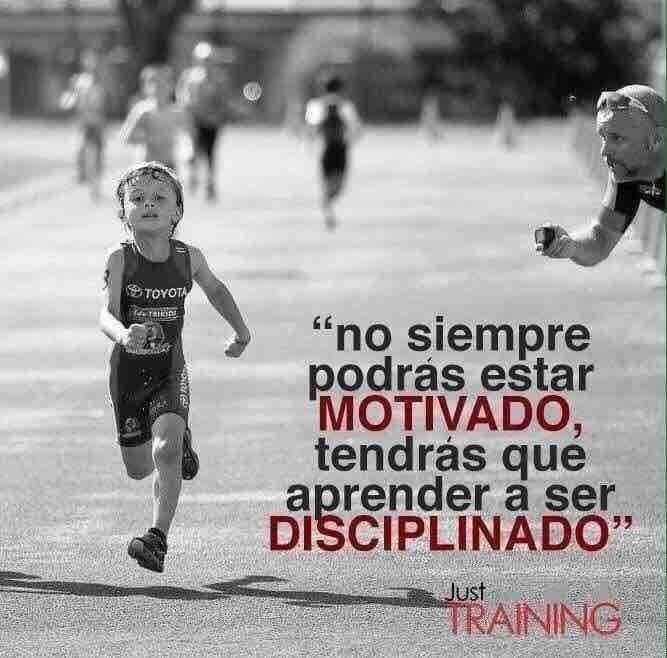 TOYOTA
"no siempre
podrás estar
MOTIVADO,
tendrás que
aprender a ser
DISCIPLINADO"
Just
TRAINING